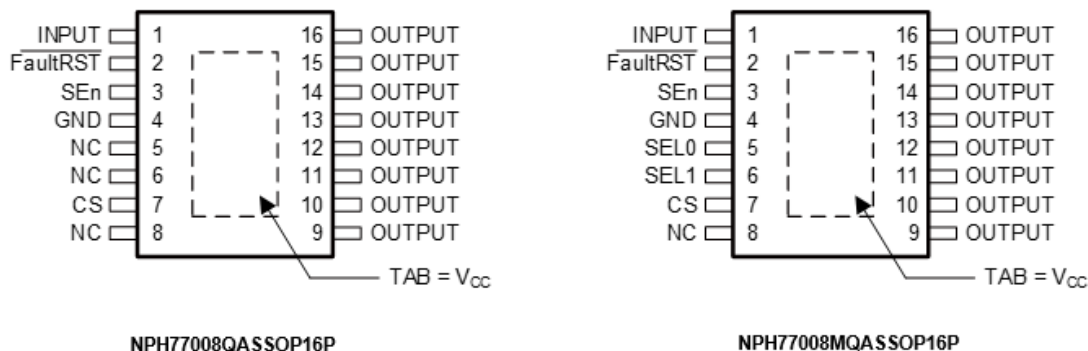 INPUT 1 16 OUTPUT
FaultRST 2 15 OUTPUT
SEn 3 14 OUTPUT
GND 4 13 OUTPUT
NC 5 12 OUTPUT
NC 6 11 OUTPUT
CS 7 10 OUTPUT
NC 8 9 OUTPUT
TAB = VCC
NPH77008QASSOP16P
INPUT 1 16 OUTPUT
FaultRST 2 15 OUTPUT
SEn 3 14 OUTPUT
GND 4 13 OUTPUT
SEL0 5 12 OUTPUT
SEL1 6 11 OUTPUT
CS 7 10 OUTPUT
NC 8 9 OUTPUT
TAB = VCC
NPH77008MQASSOP16P